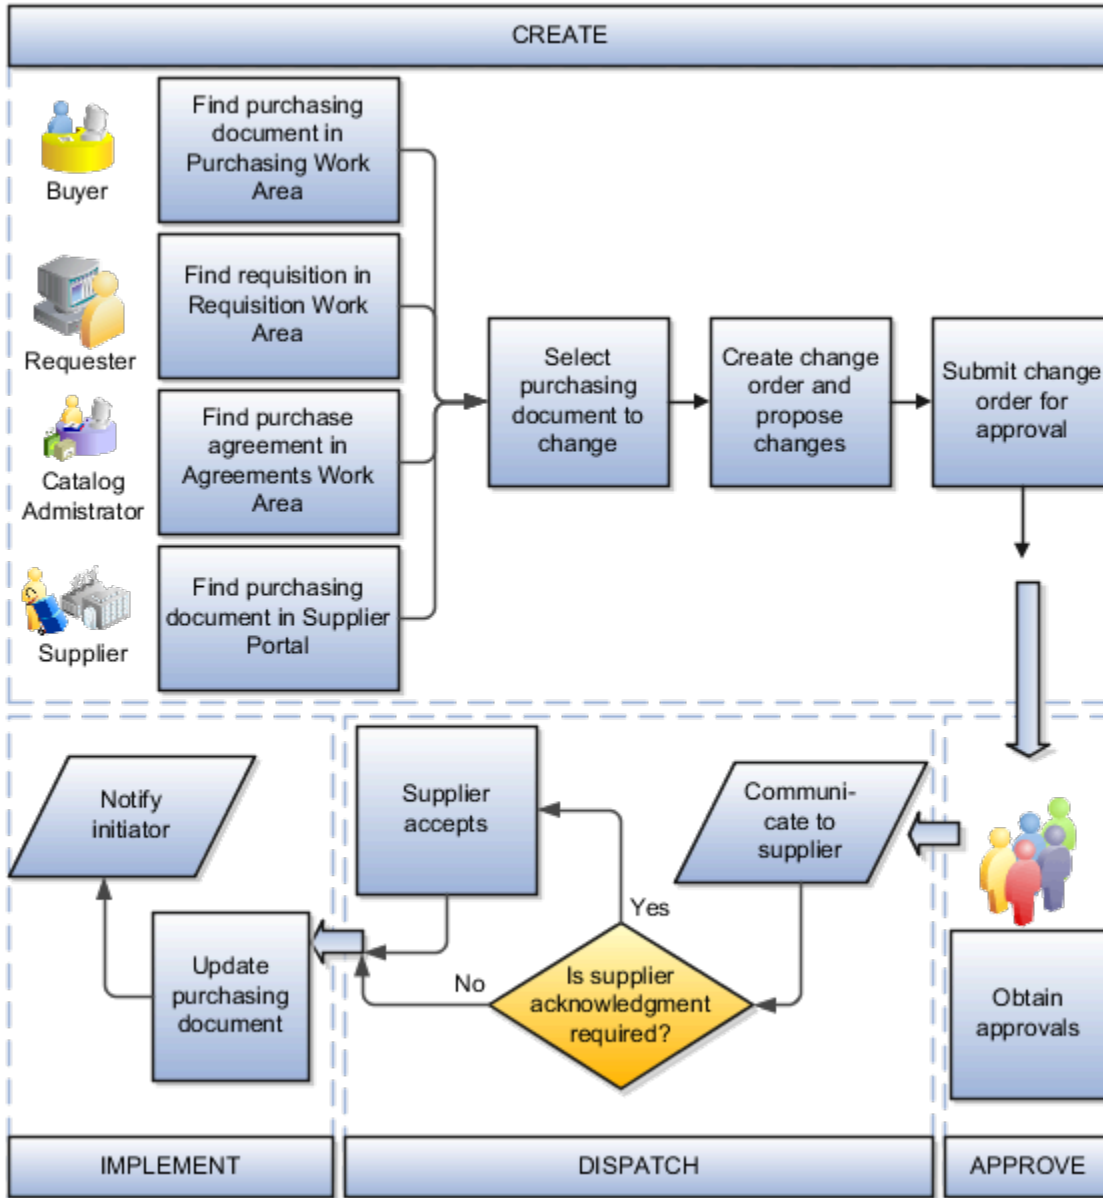 CREATE
Buyer
Find purchasing
document in
Purchasing Work
Area
Requester
Find requisition in
Requisition Work
Area
Catalog
Admistrator
Find purchase
agreement in
Agreements Work
Area
Supplier
Find purchasing
document in Supplier
Portal
Select
purchasing
document to
change
Create change
order and
propose
changes
Submit change
order for
approval
Obtain
approvals
Communi-
cate to
supplier
Is supplier
acknowledgment
required?
Yes
No
Supplier
accepts
Update
purchasing
document
Notify
initiator
IMPLEMENT
DISPATCH
APPROVE